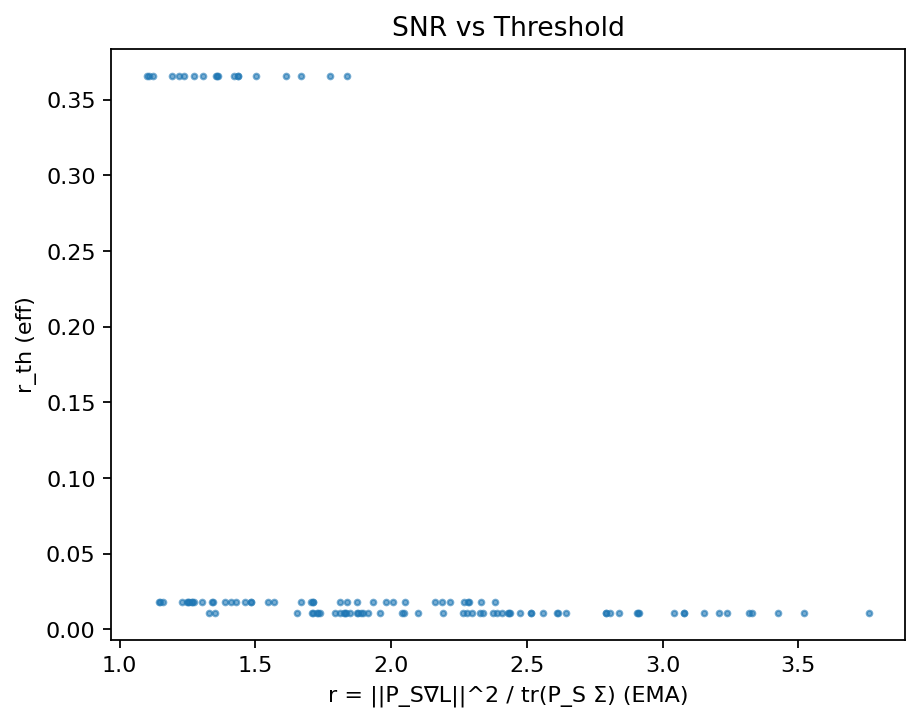 SNR vs Threshold
r_th (eff)
0.35
0.30
0.25
0.20
0.15
0.10
0.05
0.00
1.0 1.5 2.0 2.5 3.0 3.5
r = ||P_S∇L||^2 / tr(P_S Σ) (EMA)